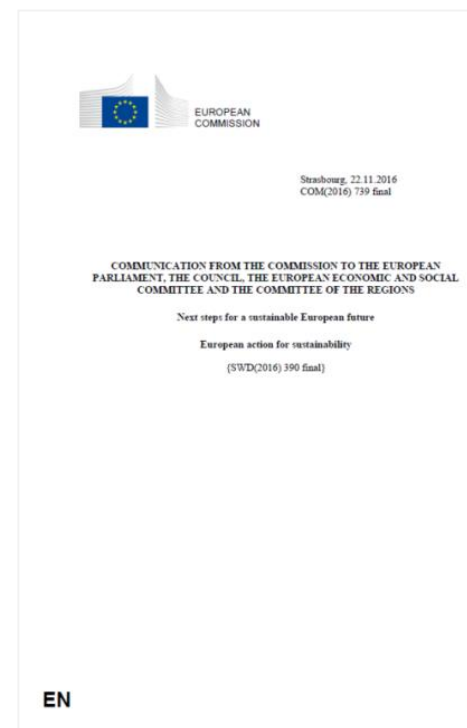 EUROPEAN
COMMISSION
Strasbourg, 22.11.2016
COM(2016) 739 final
COMMUNICATION FROM THE COMMISSION TO THE EUROPEAN
PARLIAMENT, THE COUNCIL, THE EUROPEAN ECONOMIC AND SOCIAL
COMMITTEE AND THE COMMITTEE OF THE REGIONS
Next steps for a sustainable European future
European action for sustainability
{SWD(2016) 390 final}
EN